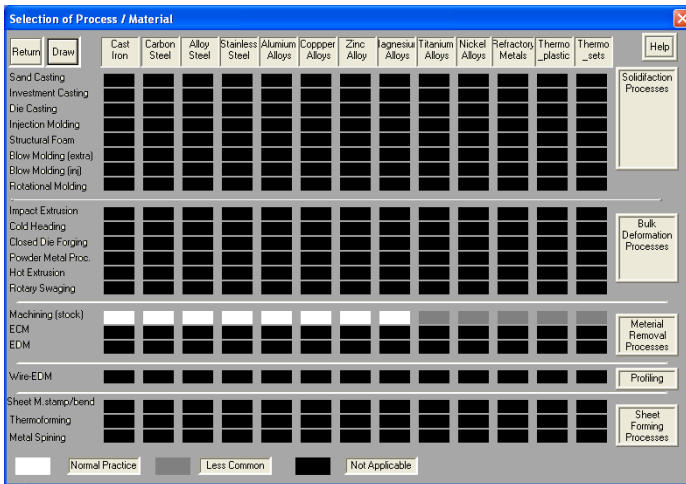 Selection of Process / Material
Return Draw Cast Iron Carbon Steel Alloy Steel Stainless Steel Alumium Alloys Coppper Alloys Zinc Alloy lagnesiur Alloys Titanium Alloys Nickel Alloys Refractory Metals Thermo _plastic Thermo _sets Help
Sand Casting
Investment Casting
Die Casting
Injection Molding
Structural Foam
Blow Molding (extra)
Blow Molding (inj)
Rotational Molding
Solidifaction
Processes
Impact Extrusion
Cold Heading
Closed Die Forging
Powder Metal Proc.
Hot Extrusion
Rotary Swaging
Bulk
Deformation
Processes
Machining (stock)
ECM
EDM
Meterial
Removal
Processes
Wire-EDM
Profiling
Sheet M.stamp/bend
Thermoforming
Metal Spining
Sheet
Forming
Processes
Normal Practice Less Common Not Applicable